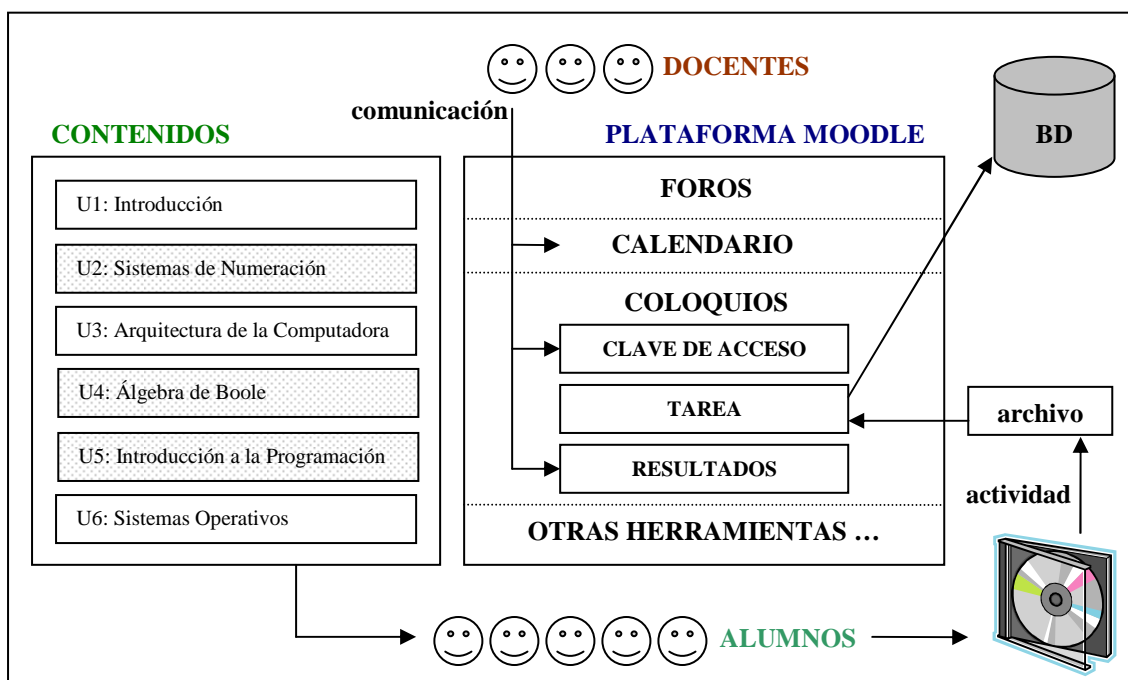 DOCENTES
comunicación
BD
CONTENIDOS
PLATAFORMA MOODLE
U1: Introducción
U2: Sistemas de Numeración
U3: Arquitectura de la Computadora
U4: Álgebra de Boole
U5: Introducción a la Programación
U6: Sistemas Operativos
FOROS
CALENDARIO
COLOQUIOS
CLAVE DE ACCESO
TAREA
RESULTADOS
OTRAS HERRAMIENTAS …
archivo
actividad
ALUMNOS